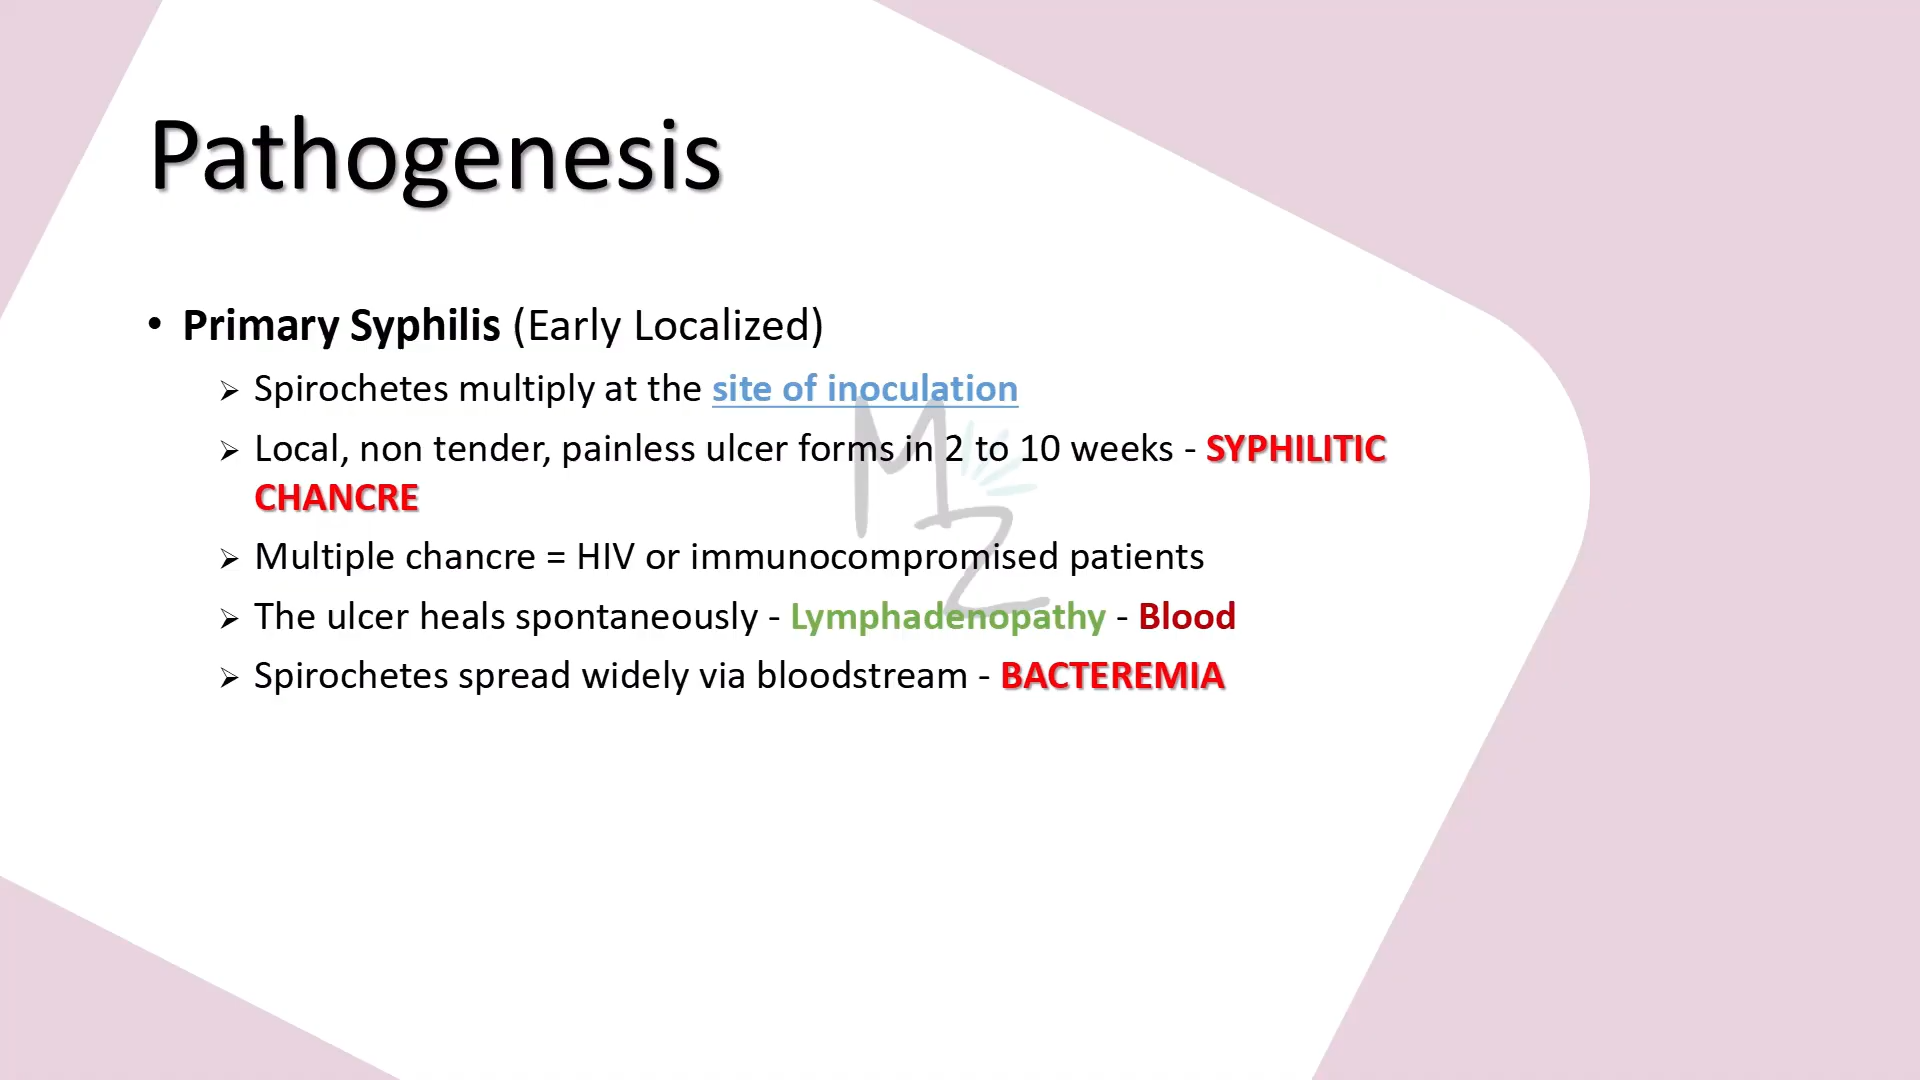 Pathogenesis
• Primary Syphilis (Early Localized)
➢ Spirochetes multiply at the site of inoculation
➢ Local, non tender, painless ulcer forms in 2 to 10 weeks - SYPHILITIC
CHANCRE
➢ Multiple chancre = HIV or immunocompromised patients
➢ The ulcer heals spontaneously - Lymphadenopathy - Blood
➢ Spirochetes spread widely via bloodstream - BACTEREMIA
MZ